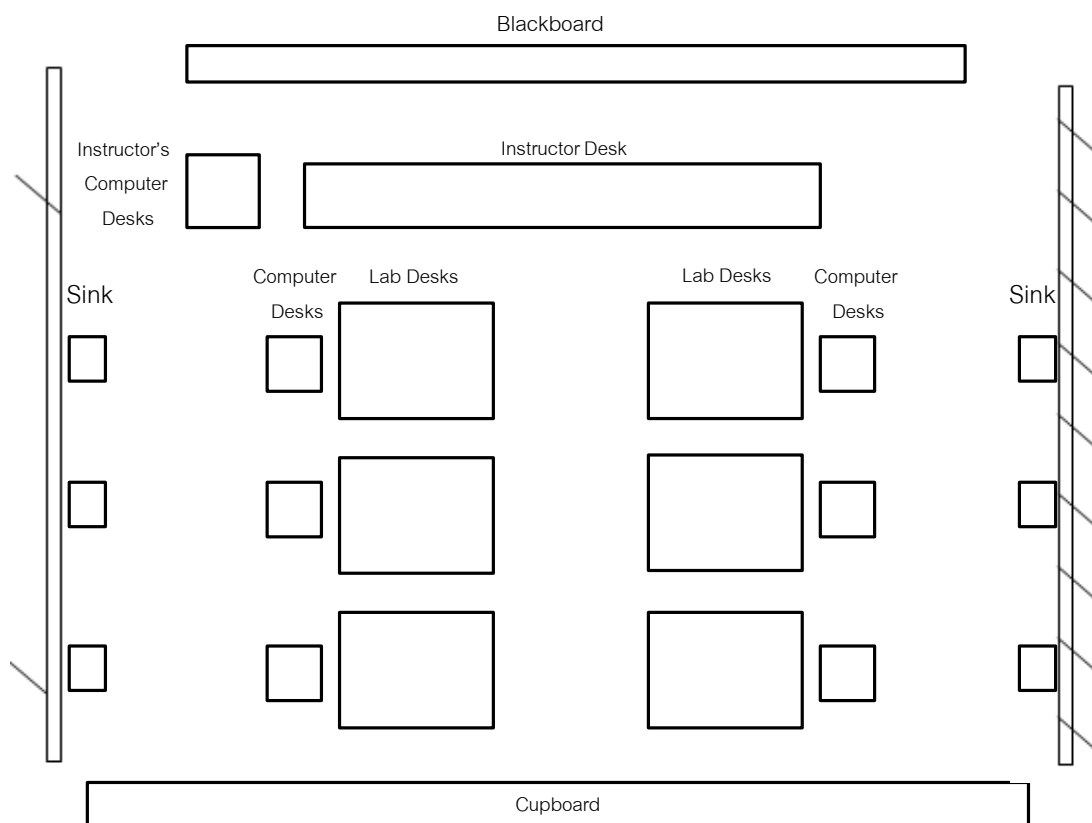 Blackboard
Instructor's
Computer
Desks
Instructor Desk
Sink
Computer
Desks
Lab Desks
Lab Desks
Computer
Desks
Sink
Cupboard